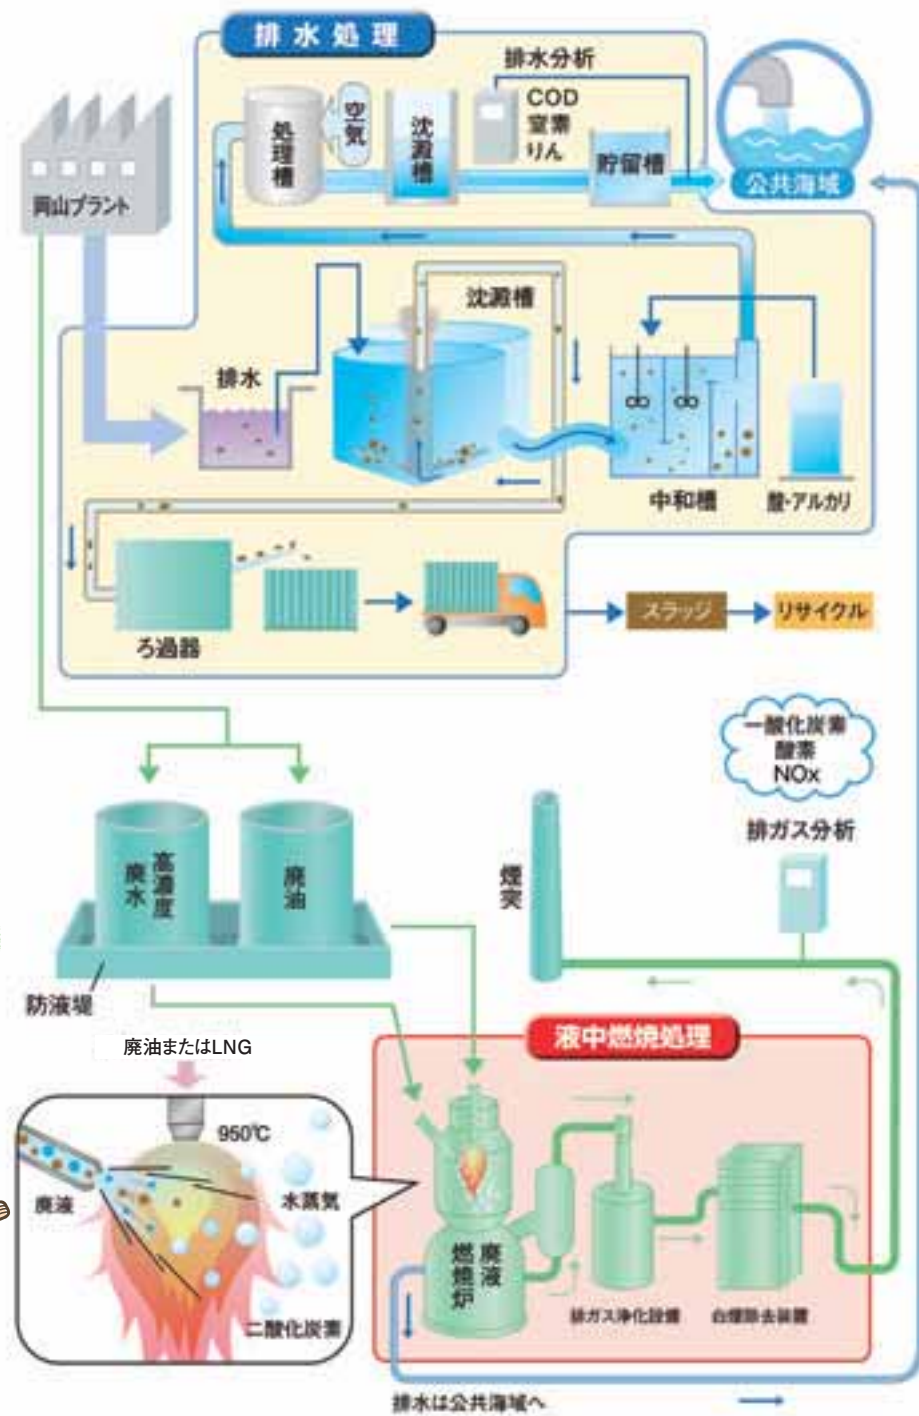 排水処理
排水分析
COD
窒素
りん
空気
処理槽
沈澱槽
貯留槽
公共海域
岡山プラント
沈澱槽
排水
中和槽
酸・アルカリ
ろ過器
スラッジ
リサイクル
一酸化炭素
酸素
NOx
排ガス分析
高濃度
廃水
廃油
煙突
防液堤
廃油またはLNG
液中燃焼処理
950℃
廃液
水蒸気
二酸化炭素
廃液
燃焼炉
排ガス浄化設備
白煙除去装置
排水は公共海域へ